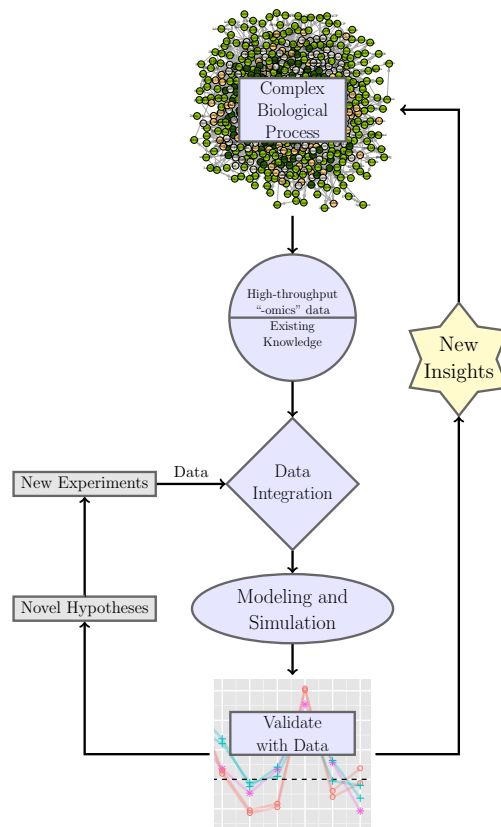 Complex
Biological
Process
High-throughput
“-omics” data
Existing
Knowledge
New
Insights
Data
Integration
Data
New Experiments
Novel Hypotheses
Modeling and
Simulation
Validate
with Data